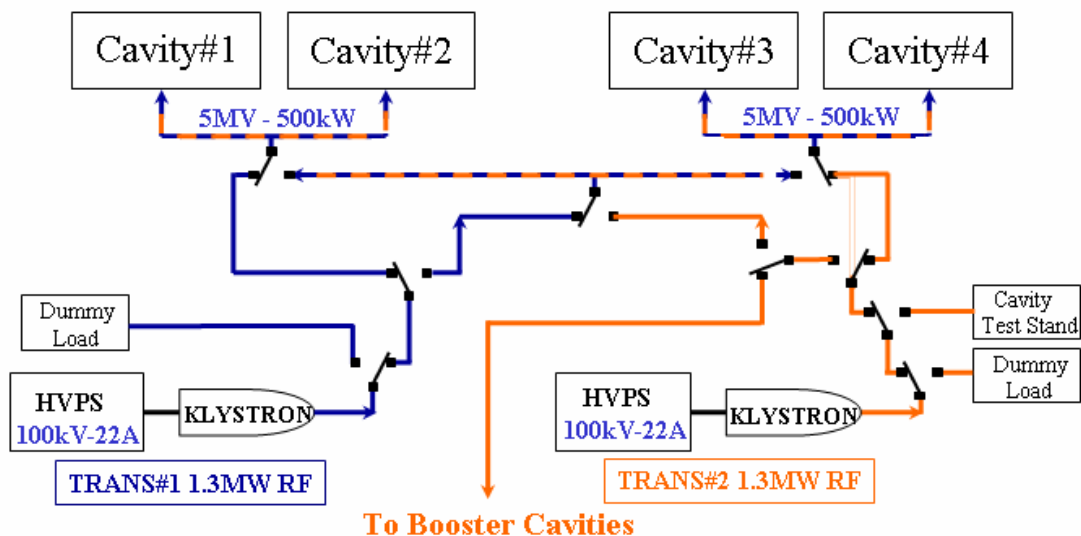 Cavity#1
Cavity#2
Cavity#3
Cavity#4
5MV - 500kW
5MV - 500kW
Dummy
Load
Cavity
Test Stand
Dummy
Load
HVPS
100kV-22A
KLYSTRON
HVPS
100kV-22A
KLYSTRON
TRANS#1 1.3MW RF
TRANS#2 1.3MW RF
To Booster Cavities